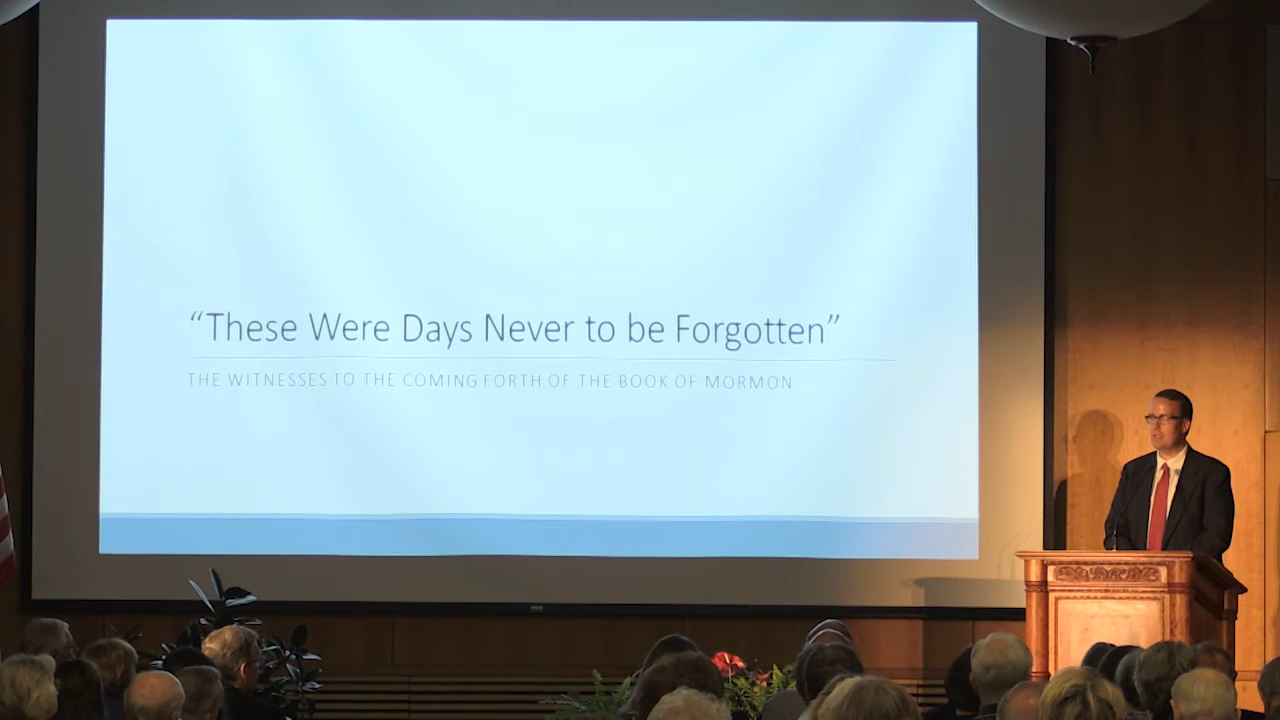 “These Were Days Never to be Forgotten”
THE WITNESSES TO THE COMING FORTH OF THE BOOK OF MORMON